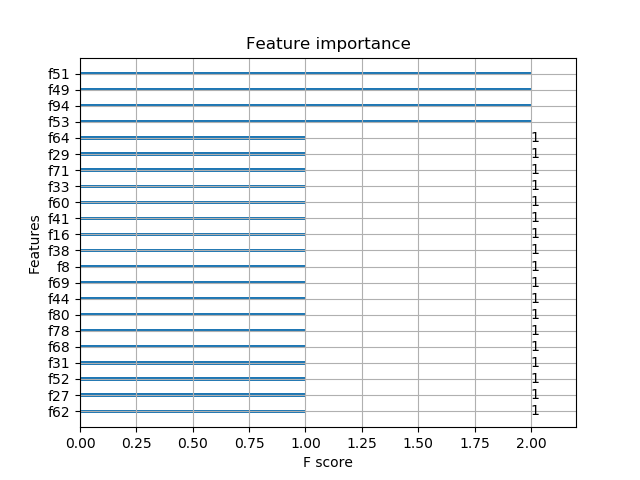 Feature importance
f51
f49
f94
f53
f64 1
f29 1
f71 1
f33 1
f60 1
f41 1
f16 1
f38 1
f8 1
f69 1
f44 1
f80 1
f78 1
f68 1
f31 1
f52 1
f27 1
f62 1
Features
0.00 0.25 0.50 0.75 1.00 1.25 1.50 1.75 2.00
F score